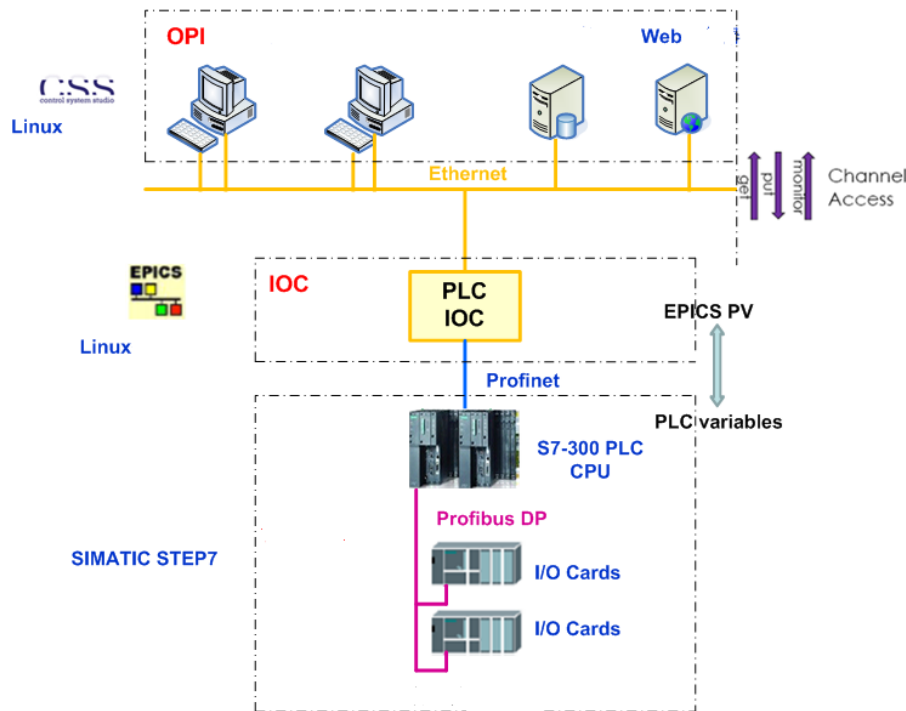 OPI
Web
CSS
control system studio
Linux
Ethernet
get
put
monitor
Channel
Access
EPICS
IOC
PLC
IOC
EPICS PV
Linux
Profinet
PLC variables
S7-300 PLC
CPU
Profibus DP
SIMATIC STEP7
I/O Cards
I/O Cards